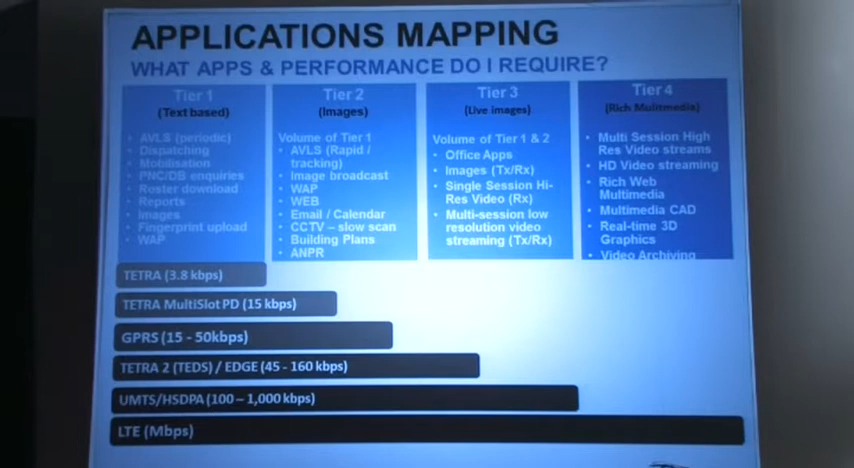 APPLICATIONS MAPPING
WHAT APPS & PERFORMANCE DO I REQUIRE?
Tier 1
(Text based)
• AVLS (periodic)
• Dispatching
• Mobilisation
• PNC/DB enquiries
• Roster download
• Reports
• Images
• Fingerprint upload
• WAP
Tier 2
(Images)
Volume of Tier 1
• AVLS (Rapid /
tracking)
• Image broadcast
• WAP
• WEB
• Email / Calendar
• CCTV – slow scan
• Building Plans
• ANPR
Tier 3
(Live images)
Volume of Tier 1 & 2
• Office Apps
• Images (Tx/Rx)
• Single Session Hi-
Res Video (Rx)
• Multi-session low
resolution video
streaming (Tx/Rx)
Tier 4
(Rich Mulitmedia)
• Multi Session High
Res Video streams
• HD Video streaming
• Rich Web
Multimedia
• Multimedia CAD
• Real-time 3D
Graphics
• Video Archiving
TETRA (3.8 kbps)
TETRA MultiSlot PD (15 kbps)
GPRS (15 - 50kbps)
TETRA 2 (TEDS) / EDGE (45 - 160 kbps)
UMTS/HSDPA (100 – 1,000 kbps)
LTE (Mbps)